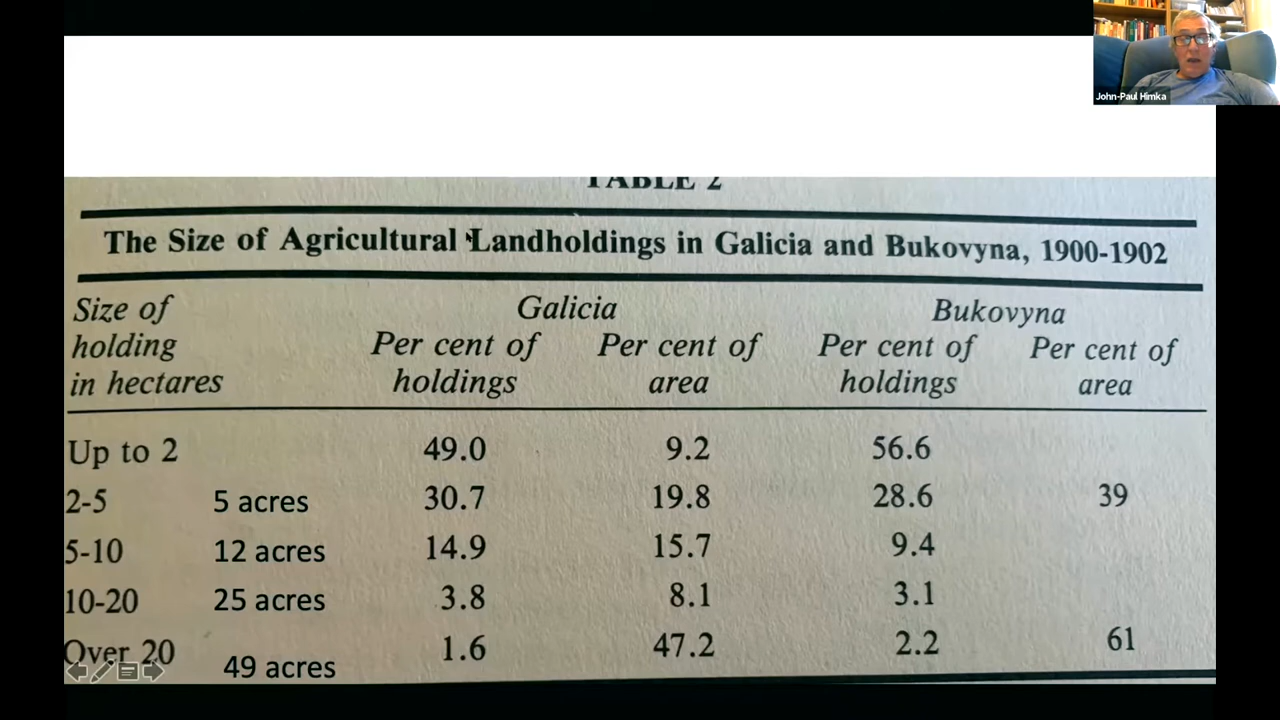 John-Paul Himka
TABLE 2
The Size of Agricultural Landholdings in Galicia and Bukovyna, 1900-1902
Size of holding in hectares
Galicia
Bukovyna
Per cent of holdings
Per cent of area
Per cent of holdings
Per cent of area
Up to 2 49.0 9.2 56.6
2-5 5 acres 30.7 19.8 28.6 39
5-10 12 acres 14.9 15.7 9.4
10-20 25 acres 3.8 8.1 3.1
Over 20 49 acres 1.6 47.2 2.2 61